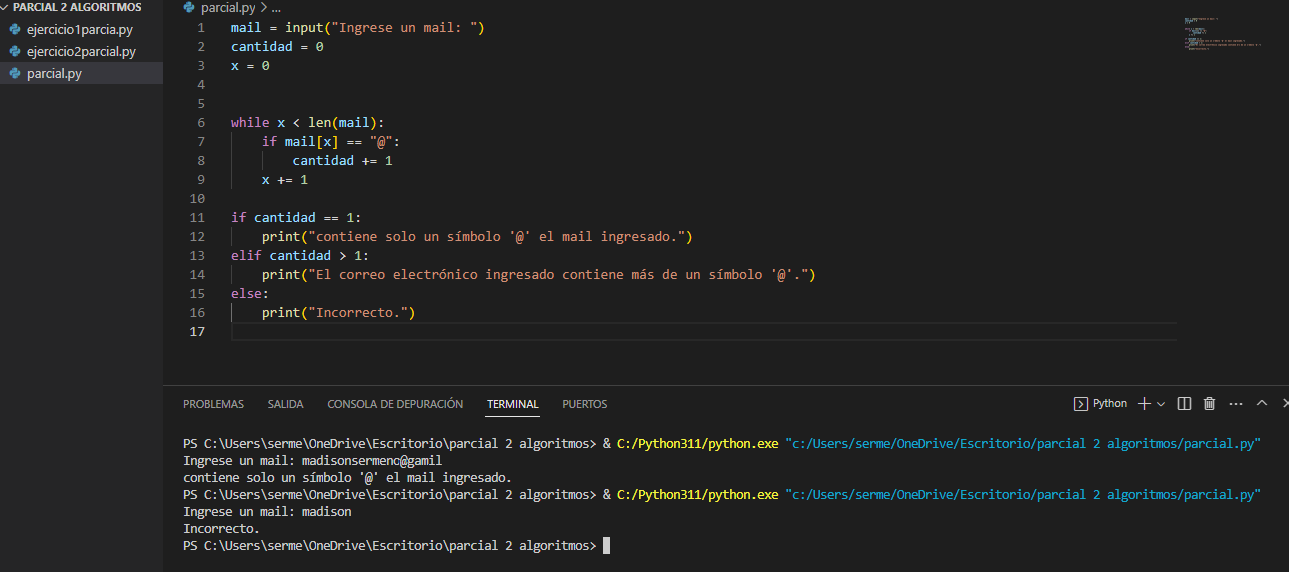 PARCIAL 2 ALGORITMOS
ejercicio1parcia.py
ejercicio2parcial.py
parcial.py
parcial.py > ...
1 mail = input("Ingrese un mail: ")
2 cantidad = 0
3 x = 0
4
5
6 while x < len(mail):
7 if mail[x] == "@":
8 cantidad += 1
9 x += 1
10
11 if cantidad == 1:
12 print("contiene solo un símbolo '@' el mail ingresado.")
13 elif cantidad > 1:
14 print("El correo electrónico ingresado contiene más de un símbolo '@'.")
15 else:
16 print("Incorrecto.")
17
PROBLEMAS SALIDA CONSOLA DE DEPURACIÓN TERMINAL PUERTOS Python
PS C:\Users\serme\OneDrive\Escritorio\parcial 2 algoritmos> & C:/Python311/python.exe "c:/Users/serme/OneDrive/Escritorio/parcial 2 algoritmos/parcial.py"
Ingrese un mail: madisonsermeno@gamil
contiene solo un símbolo '@' el mail ingresado.
PS C:\Users\serme\OneDrive\Escritorio\parcial 2 algoritmos> & C:/Python311/python.exe "c:/Users/serme/OneDrive/Escritorio/parcial 2 algoritmos/parcial.py"
Ingrese un mail: madison
Incorrecto.
PS C:\Users\serme\OneDrive\Escritorio\parcial 2 algoritmos>